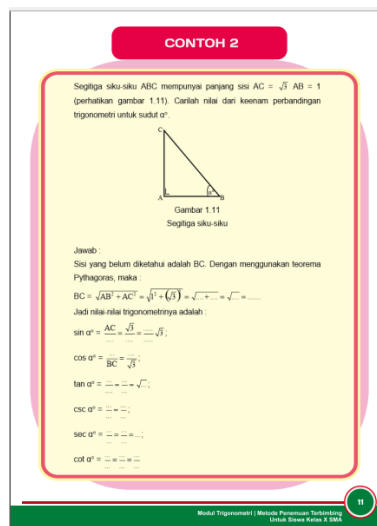 CONTOH 2
Segitiga siku-siku ABC mempunyai panjang sisi AC = √3 AB = 1
(perhatikan gambar 1.11). Carilah nilai dari keenam perbandingan
trigonometri untuk sudut α°.
C
A
α°
B
Gambar 1.11
Segitiga siku-siku
Jawab :
Sisi yang belum diketahui adalah BC. Dengan menggunakan teorema
Pythagoras, maka :
BC = √(AB² + AC²) = √(1² + (√3)²) = √(....+....) = √.... = ......
Jadi nilai-nilai trigonometrinya adalah :
sin α° = AC/.... = √3/.... = ..../.... √3 ;
cos α° = ..../BC = ..../√3 ;
tan α° = ..../.... = ..../.... = √.... ;
csc α° = ..../.... = ..../.... ;
sec α° = ..../.... = ..../.... = ... ;
cot α° = ..../.... = ..../.... = ..../....
11
Modul Trigonometri | Metode Penemuan Terbimbing
Untuk Siswa Kelas X SMA